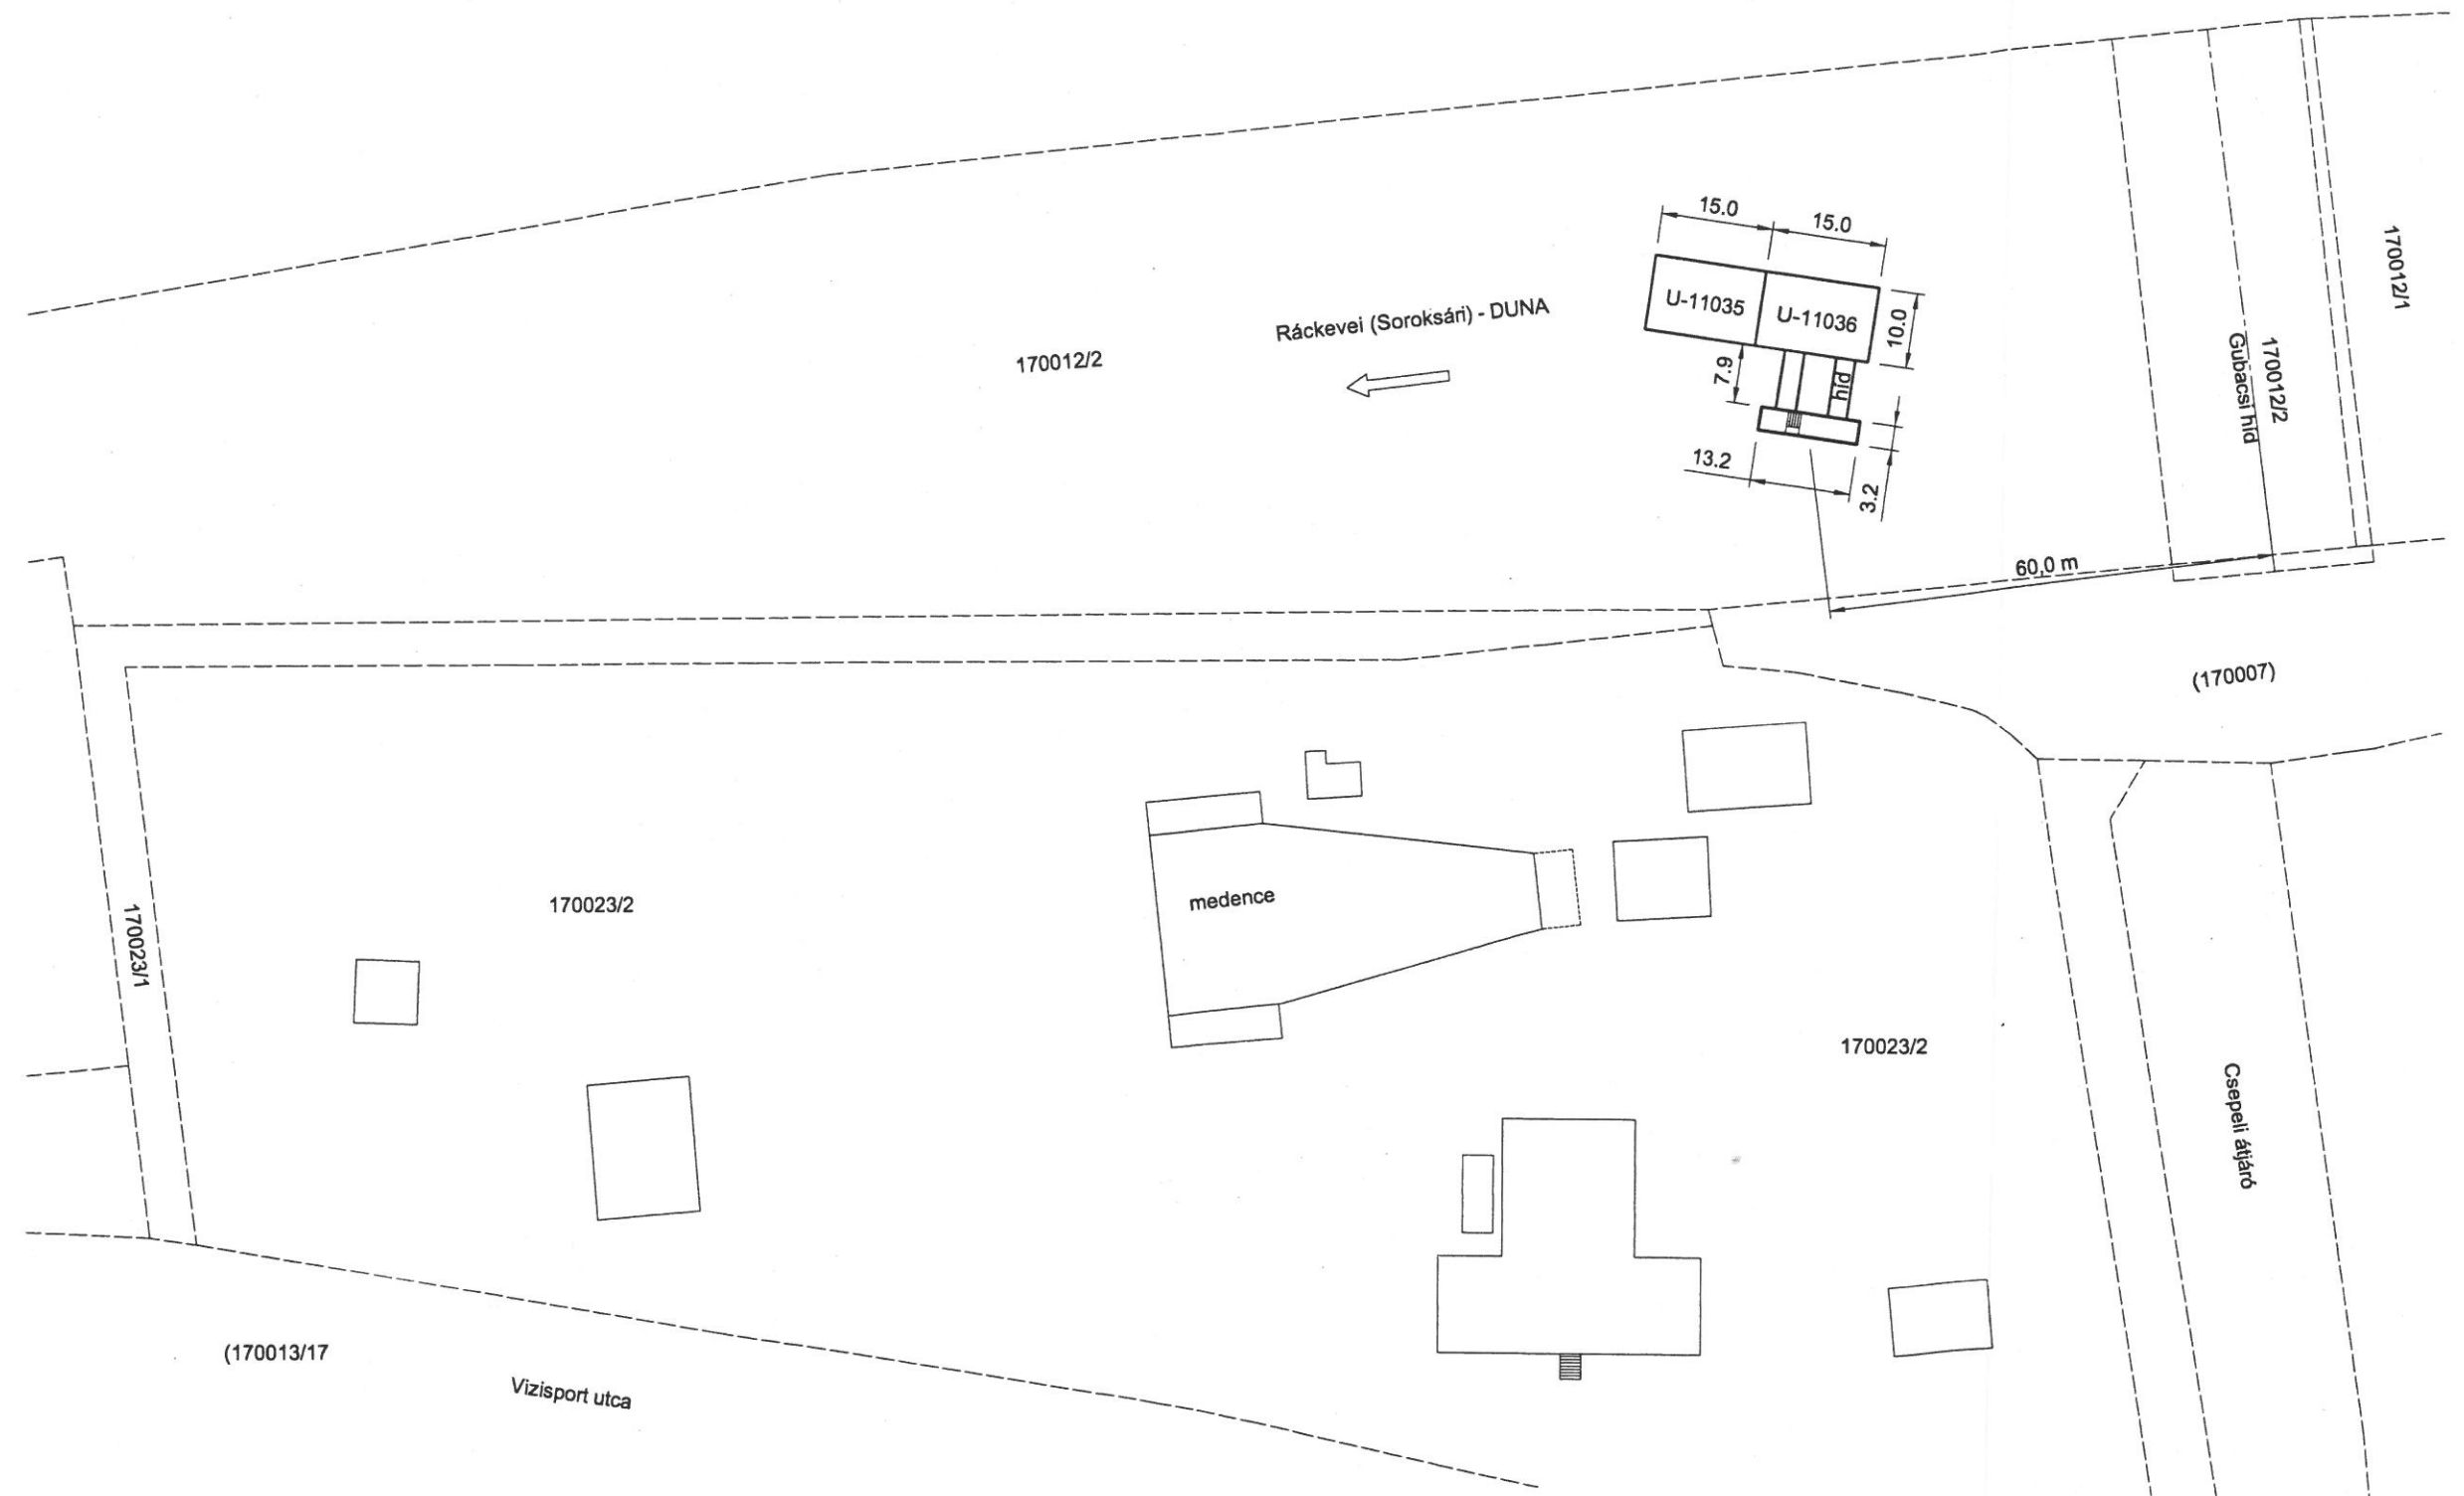 15.0
15.0
U-11035
U-11036
10.0
7.9
híd
13.2
3.2
Ráckevei (Soroksári) - DUNA
170012/2
170012/1
170012/2
Gubacsi híd
60,0 m
(170007)
medence
170023/2
170023/1
170023/2
Csepeli átjáró
(170013/17
Vizisport utca